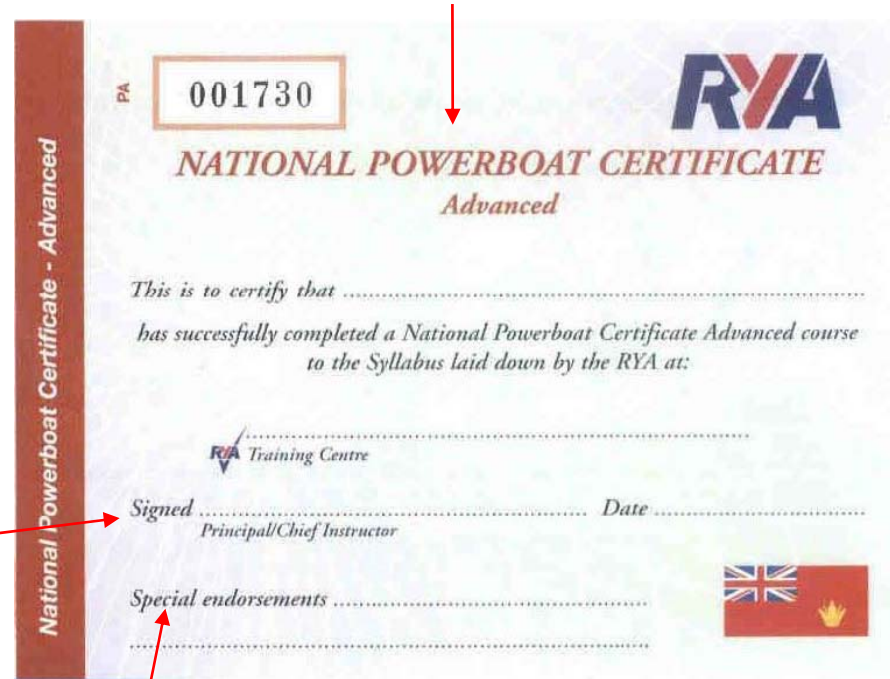 PA
001730
RYA
NATIONAL POWERBOAT CERTIFICATE
Advanced
This is to certify that ........................................................................
has successfully completed a National Powerboat Certificate Advanced course
to the Syllabus laid down by the RYA at:
........................................................................
RYA Training Centre
Signed ........................................................ Date ................................
Principal/Chief Instructor
Special endorsements ................................................
........................................................................
National Powerboat Certificate - Advanced